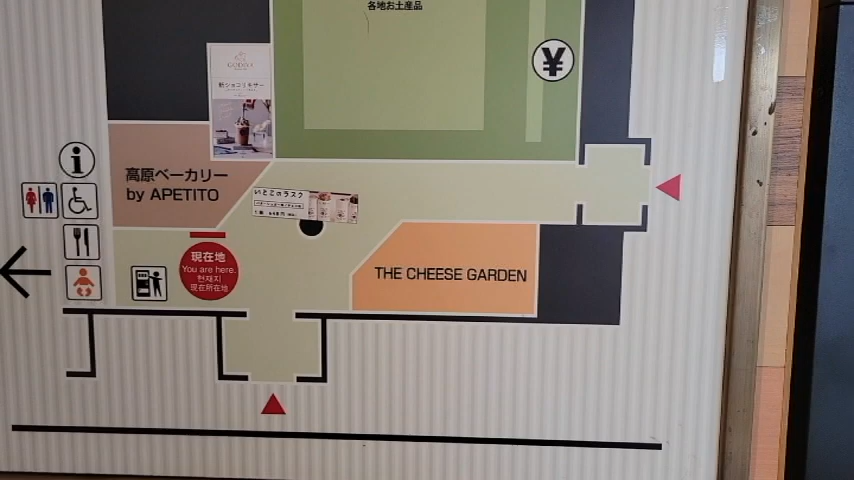 各地お土産品
¥
GODIVA
新ショコリキサー
高原ベーカリー
by APETITO
いとこのラスク
現在地
You are here.
현재지
現在所在地
THE CHEESE GARDEN